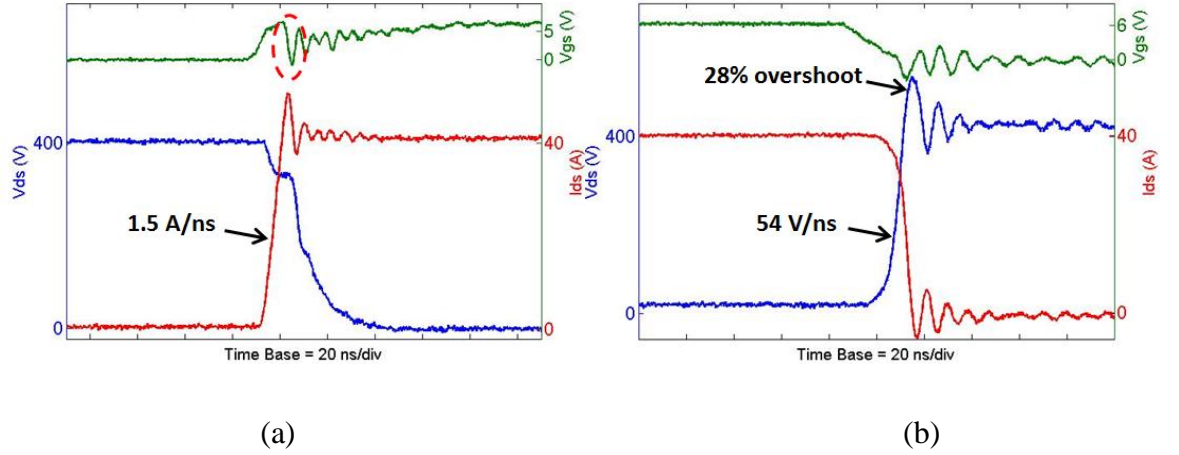 5
0
Vgs (V)
400
0
Vds (V)
40
0
Ids (A)
1.5 A/ns
Time Base = 20 ns/div
(a)
6
0
Vgs (V)
28% overshoot
400
0
Vds (V)
40
0
Ids (A)
54 V/ns
Time Base = 20 ns/div
(b)